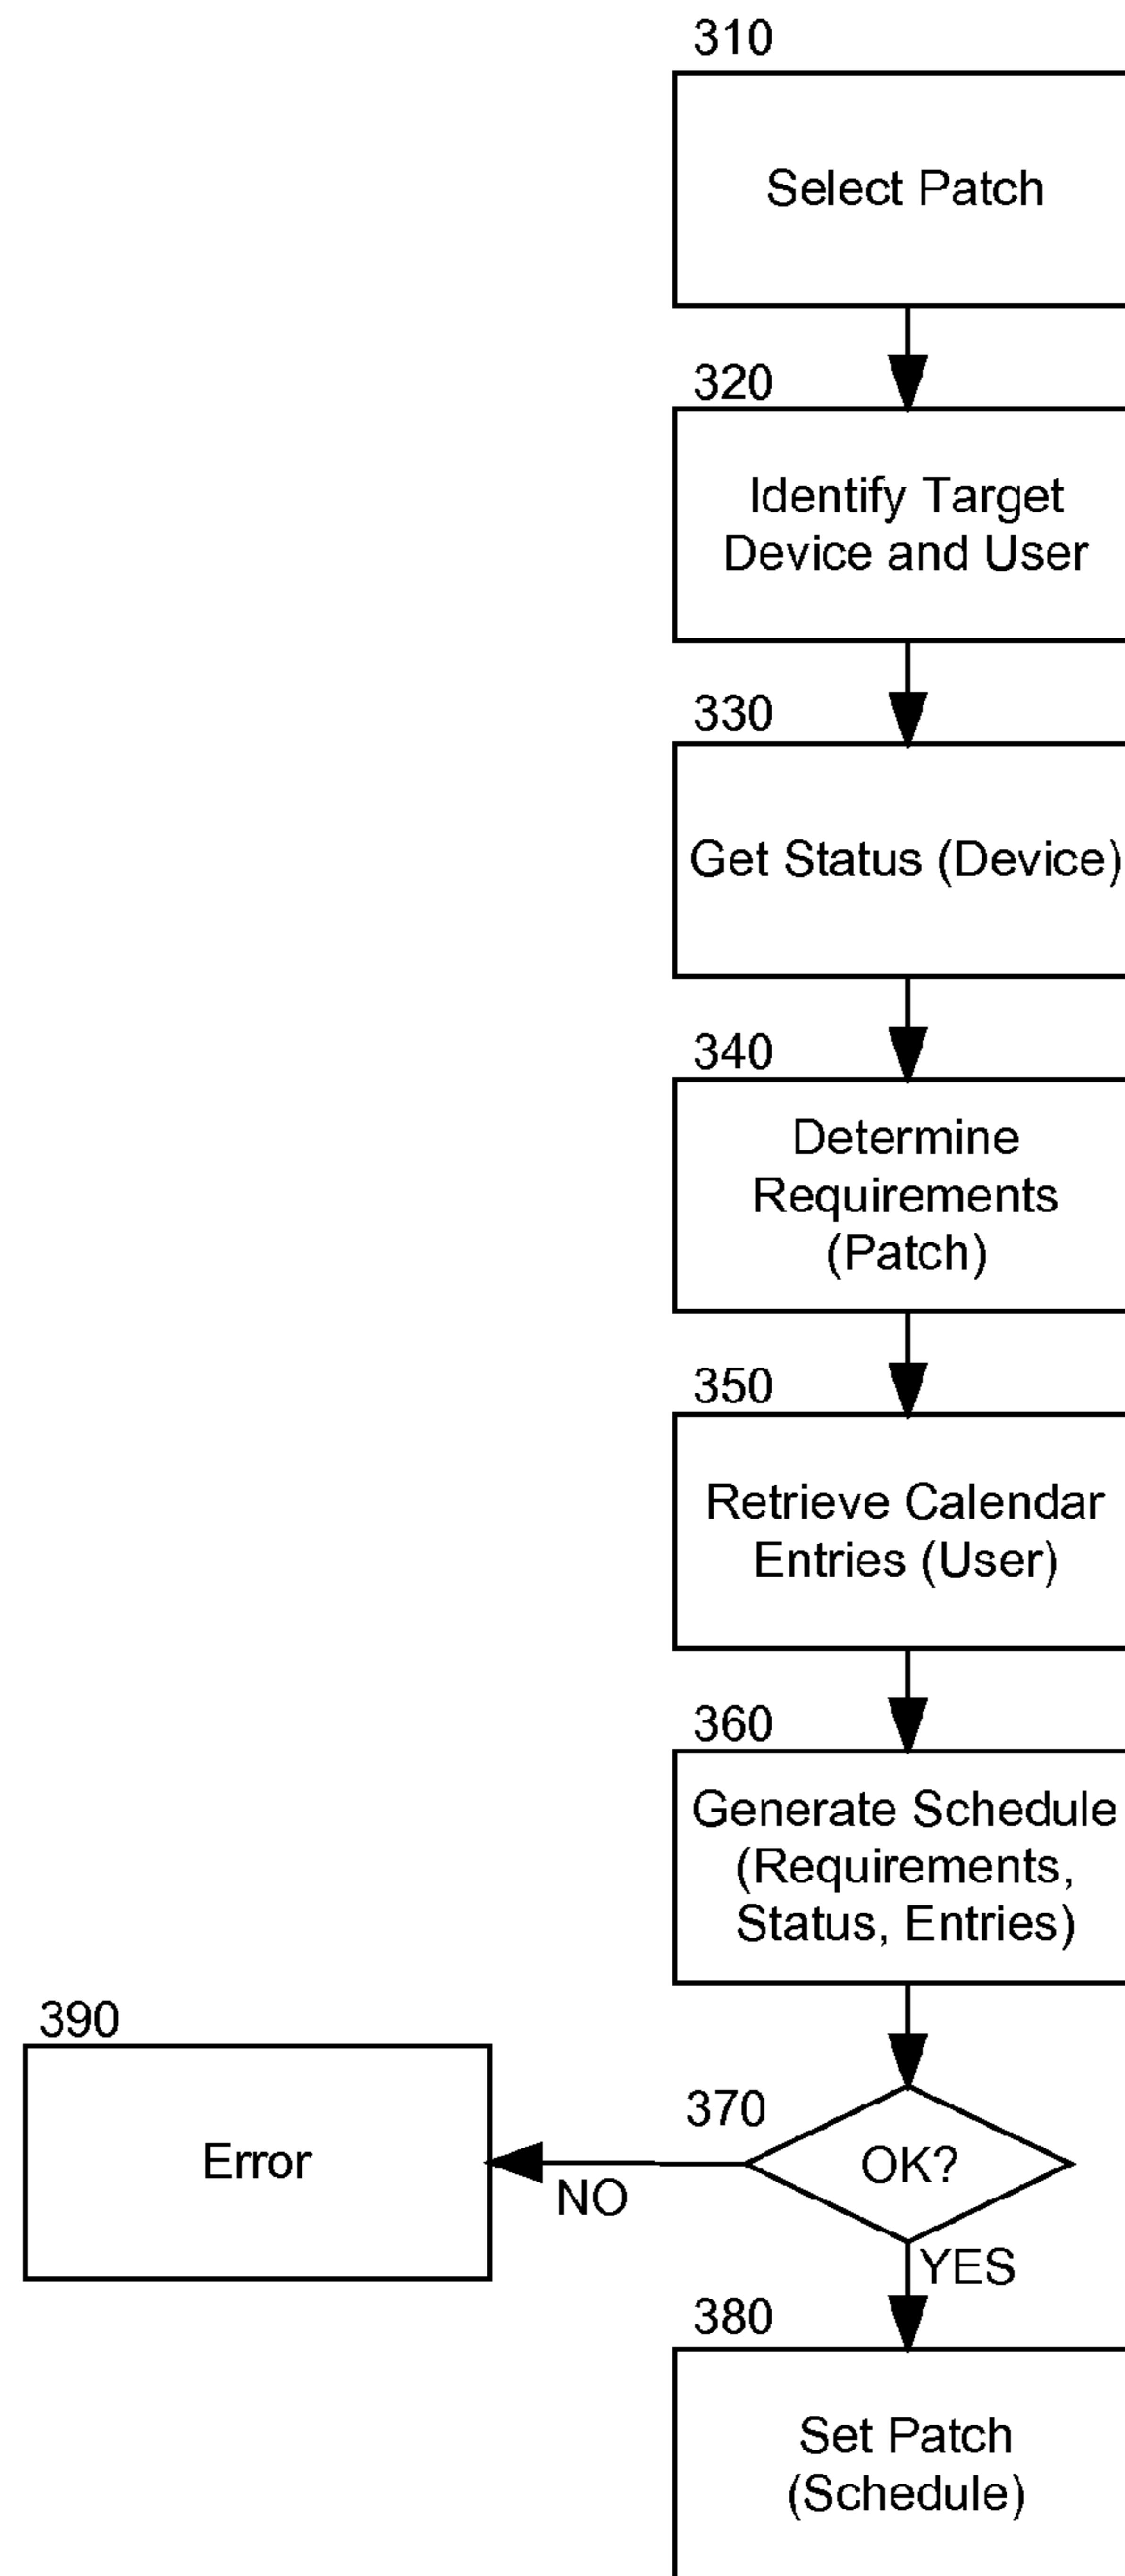 310
Select Patch
320
Identify Target
Device and User
330
Get Status (Device)
340
Determine
Requirements
(Patch)
350
Retrieve Calendar
Entries (User)
360
Generate Schedule
(Requirements,
Status, Entries)
390
Error
370
OK?
NO
YES
380
Set Patch
(Schedule)